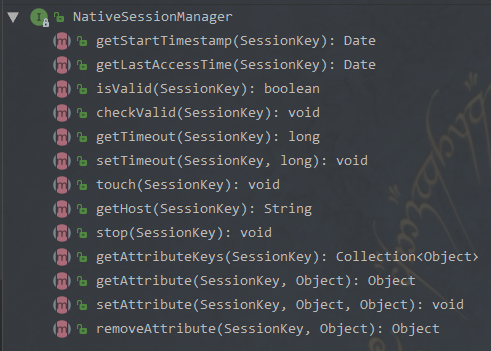 NativeSessionManager
getStartTimestamp(SessionKey): Date
getLastAccessTime(SessionKey): Date
isValid(SessionKey): boolean
checkValid(SessionKey): void
getTimeout(SessionKey): long
setTimeout(SessionKey, long): void
touch(SessionKey): void
getHost(SessionKey): String
stop(SessionKey): void
getAttributeKeys(SessionKey): Collection<Object>
getAttribute(SessionKey, Object): Object
setAttribute(SessionKey, Object, Object): void
removeAttribute(SessionKey, Object): Object